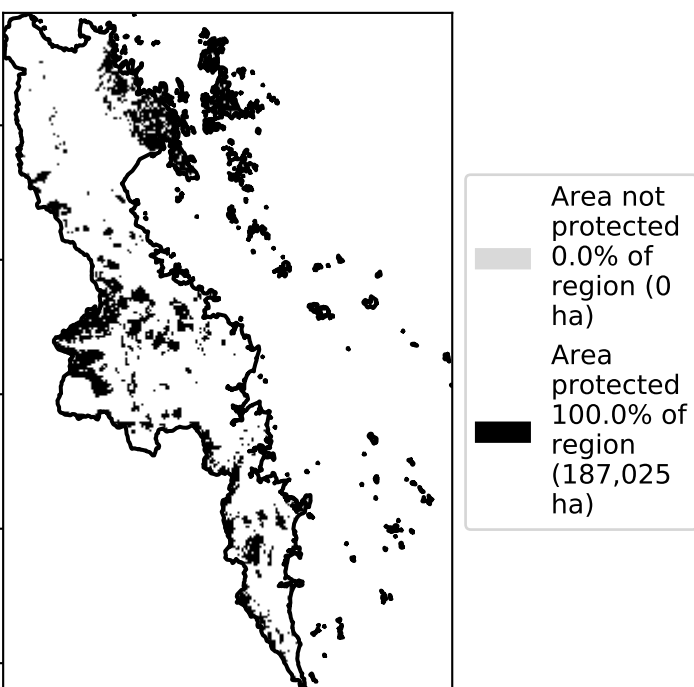 Area not
protected
0.0% of
region (0
ha)
Area
protected
100.0% of
region
(187,025
ha)